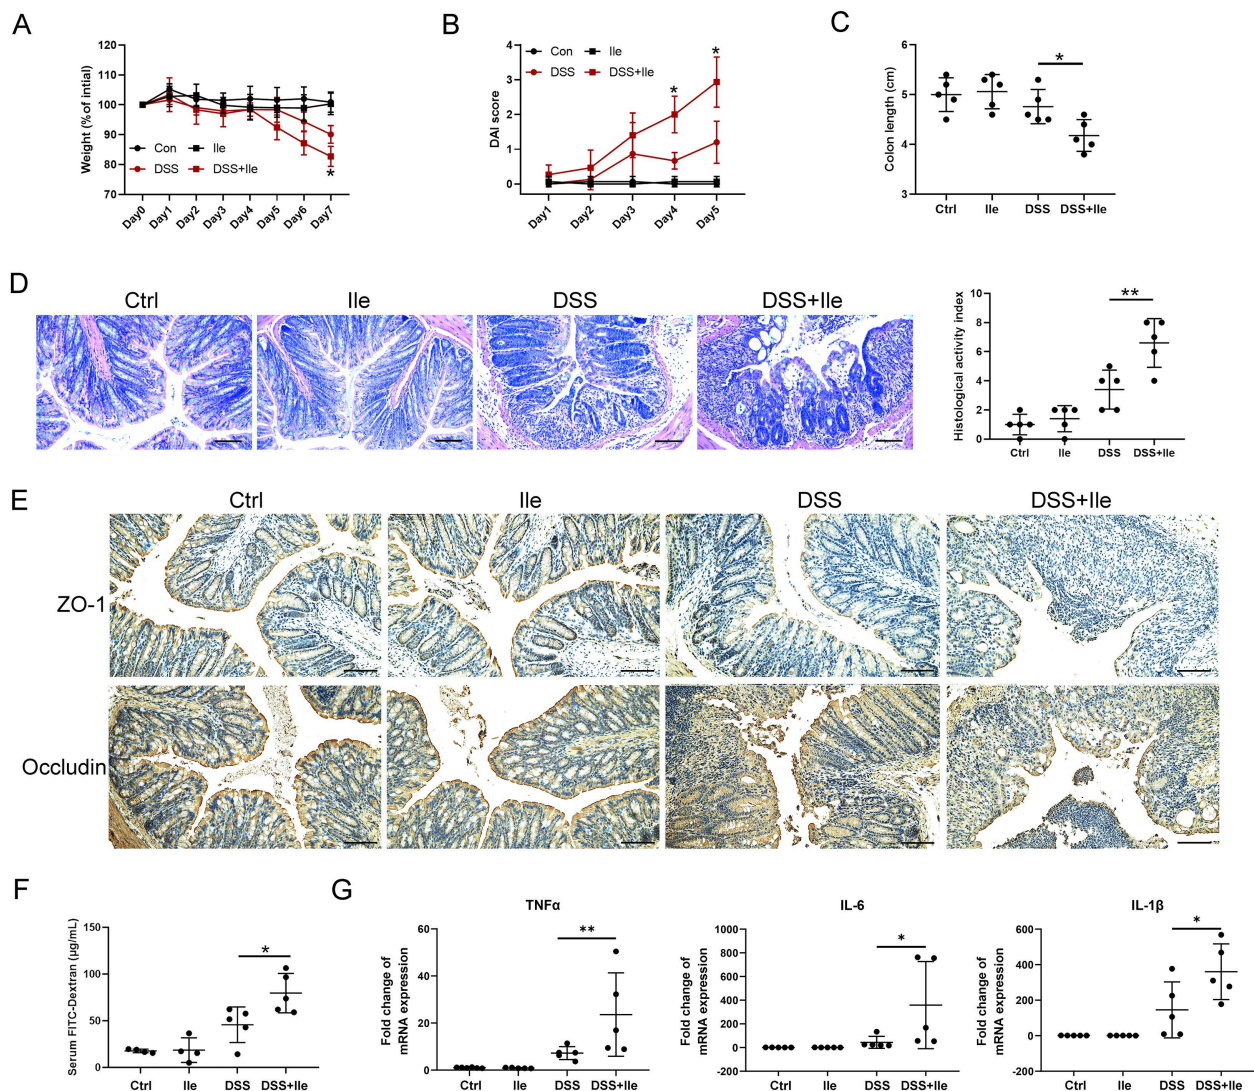 A
Weight (% of intial)
120
110
100
90
80
70
Con
Ile
DSS
DSS+Ile
*
Day0
Day1
Day2
Day3
Day4
Day5
Day6
Day7
B
DAI score
4
3
2
1
0
Con
Ile
DSS
DSS+Ile
*
*
Day1
Day2
Day3
Day4
Day5
C
Colon length (cm)
6
5
4
3
*
Ctrl
Ile
DSS
DSS+Ile
D
Ctrl
Ile
DSS
DSS+Ile
Histological activity index
10
8
6
4
2
0
**
Ctrl
Ile
DSS
DSS+Ile
E
Ctrl
Ile
DSS
DSS+Ile
ZO-1
Occludin
F
Serum FITC-Dextran (μg/mL)
150
100
50
0
*
Ctrl
Ile
DSS
DSS+Ile
G
TNFα
Fold change of
mRNA expression
60
40
20
0
**
Ctrl
Ile
DSS
DSS+Ile
IL-6
Fold change of
mRNA expression
1000
800
600
400
200
0
-200
*
Ctrl
Ile
DSS
DSS+Ile
IL-1β
Fold change of
mRNA expression
600
400
200
0
-200
*
Ctrl
Ile
DSS
DSS+Ile